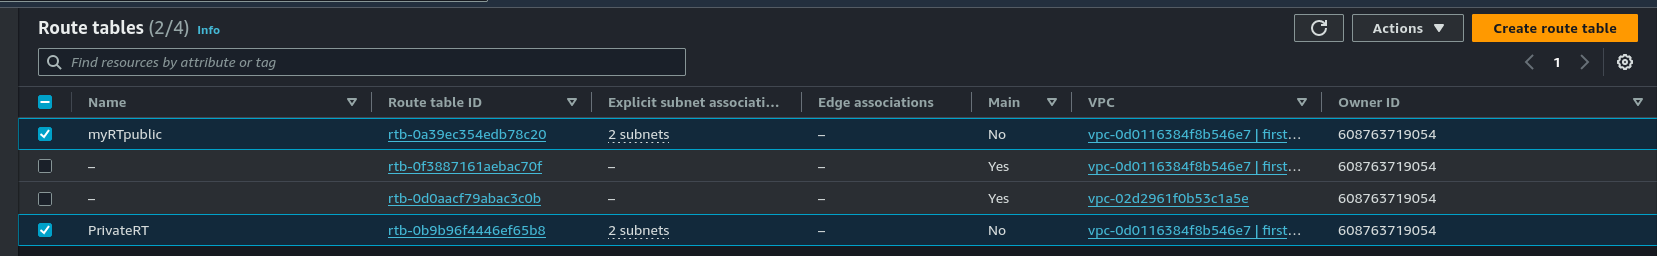 Route tables (2/4) Info
Actions
Create route table
Find resources by attribute or tag
1
Name Route table ID Explicit subnet associati... Edge associations Main VPC Owner ID
myRTpublic rtb-0a39ec354edb78c20 2 subnets – No vpc-0d0116384f8b546e7 | first... 608763719054
– rtb-0f3887161aebac70f – – Yes vpc-0d0116384f8b546e7 | first... 608763719054
– rtb-0d0aacf79abac3c0b – – Yes vpc-02d2961f0b53c1a5e 608763719054
PrivateRT rtb-0b9b96f4446ef65b8 2 subnets – No vpc-0d0116384f8b546e7 | first... 608763719054